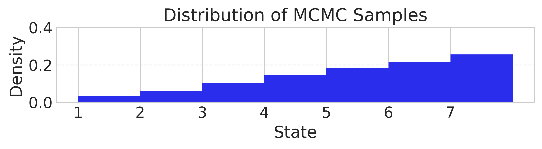 Distribution of MCMC Samples
0.4
0.2
0.0
Density
1 2 3 4 5 6 7
State